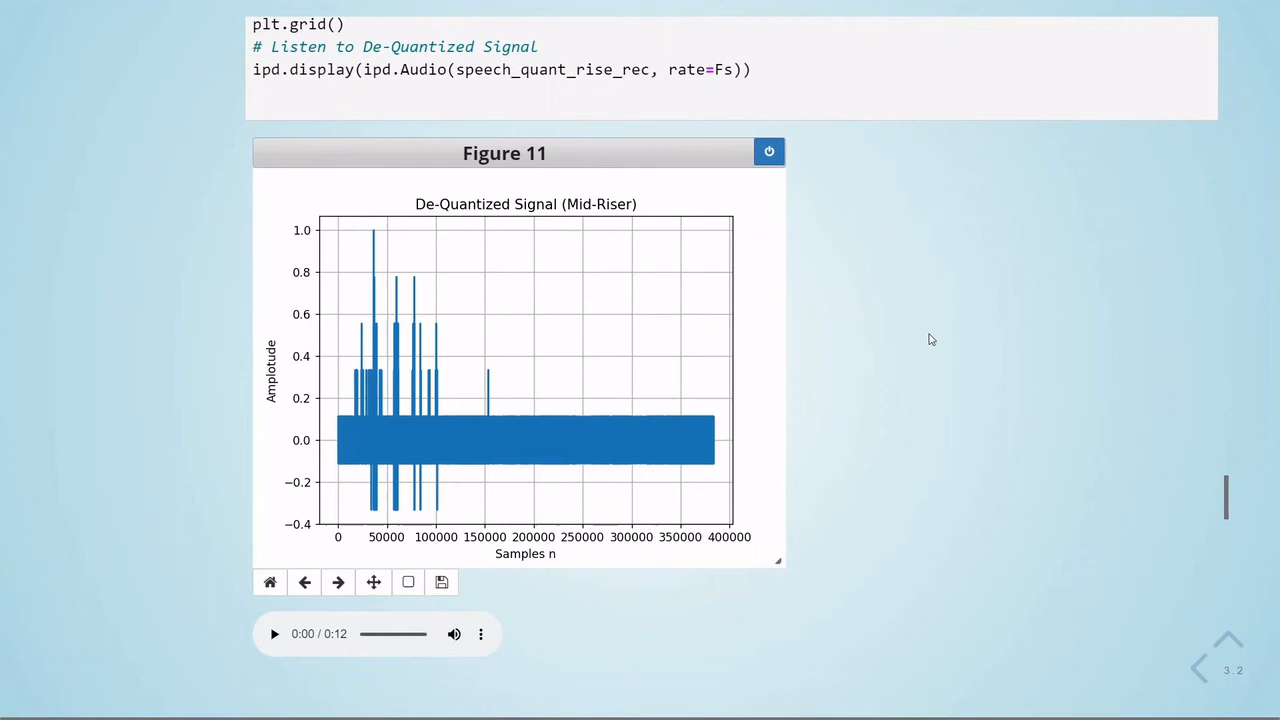 plt.grid()
# Listen to De-Quantized Signal
ipd.display(ipd.Audio(speech_quant_rise_rec, rate=Fs))
Figure 11
De-Quantized Signal (Mid-Riser)
1.0
0.8
0.6
0.4
0.2
0.0
−0.2
−0.4
Amplotude
0 50000 100000 150000 200000 250000 300000 350000 400000
Samples n
0:00 / 0:12
3.2